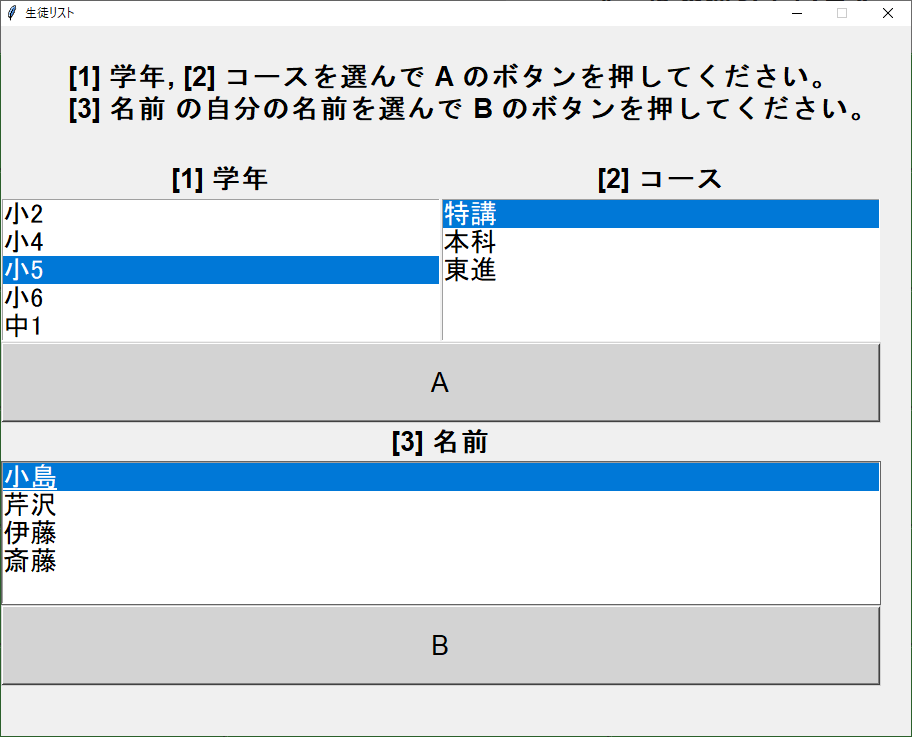 生徒リスト
[1] 学年, [2] コースを選んで A のボタンを押してください。
[3] 名前 の自分の名前を選んで B のボタンを押してください。
[1] 学年
[2] コース
小2
小4
小5
小6
中1
特講
本科
東進
A
[3] 名前
小島
芹沢
伊藤
斎藤
B